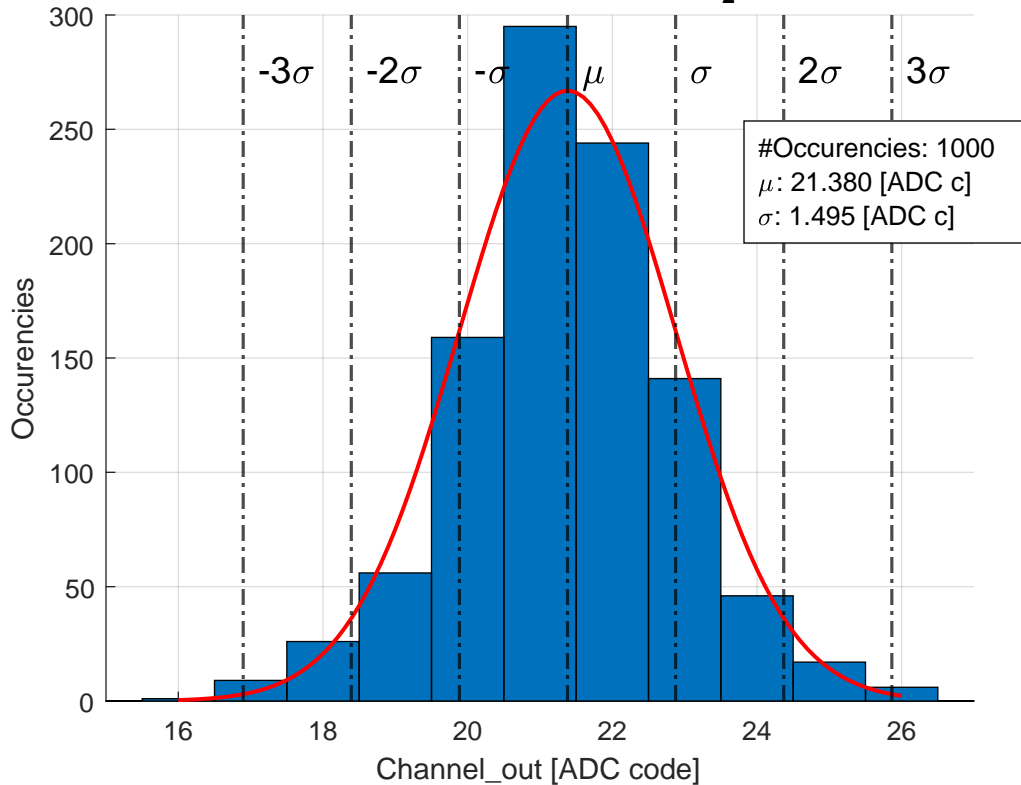 2
300
250
200
150
100
50
0
-3σ -2σ -σ μ σ 2σ 3σ
#Occurencies: 1000
μ: 21.380 [ADC c]
σ: 1.495 [ADC c]
Occurencies
16 18 20 22 24 26
Channel_out [ADC code]